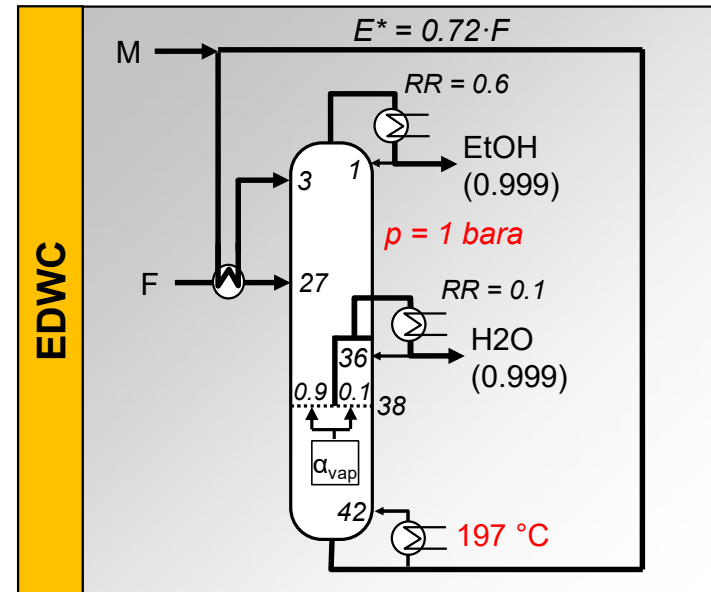 EDWC
E* = 0.72·F
M
RR = 0.6
EtOH
(0.999)
1
3
p = 1 bara
F
27
RR = 0.1
H2O
(0.999)
36
0.9 0.1
38
αvap
42
197 °C